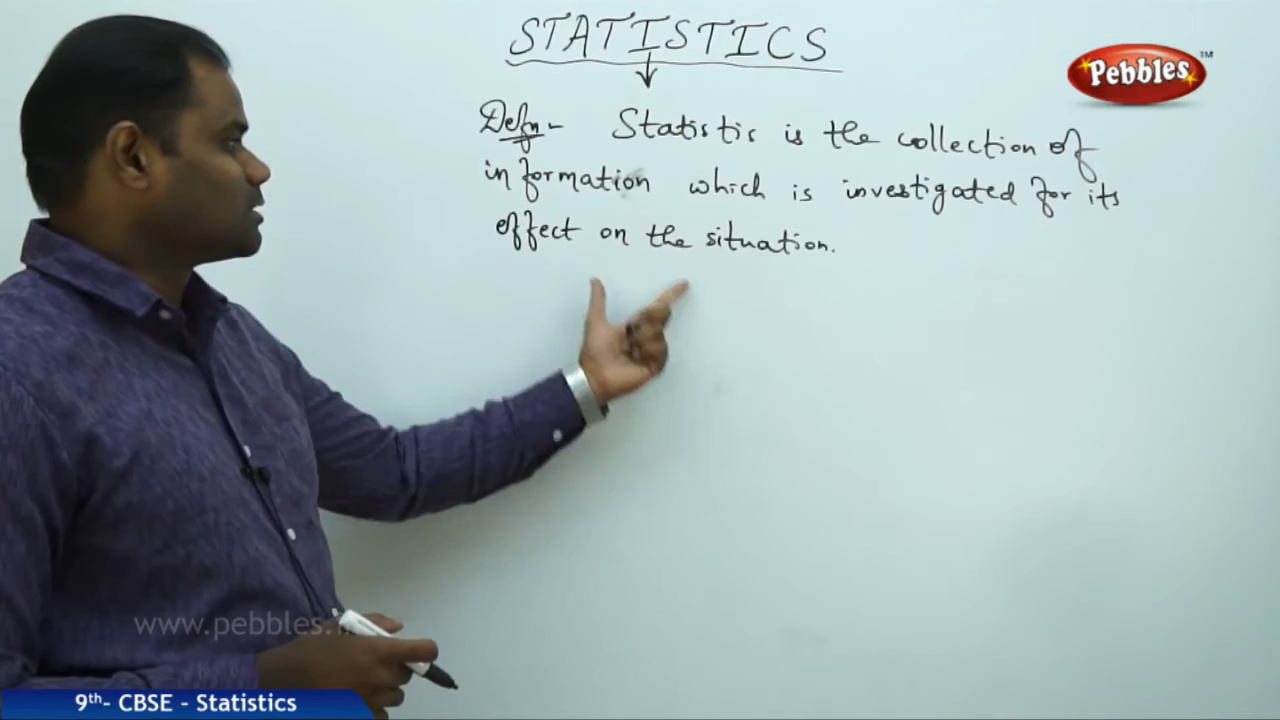 STATISTICS
Pebbles™
Defn- Statistic is the collection of
information which is investigated for its
effect on the situation.
www.pebbles.
9th- CBSE - Statistics